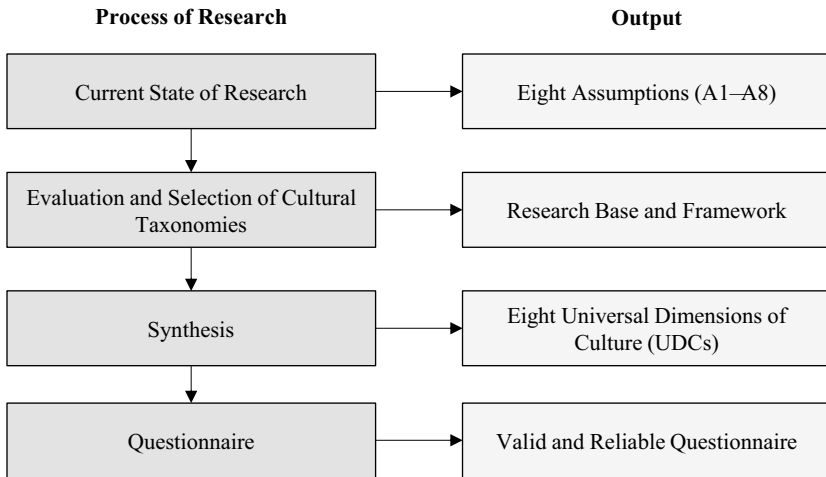 Process of Research
Output
Current State of Research
Eight Assumptions (A1–A8)
Evaluation and Selection of Cultural
Taxonomies
Research Base and Framework
Synthesis
Eight Universal Dimensions of
Culture (UDCs)
Questionnaire
Valid and Reliable Questionnaire